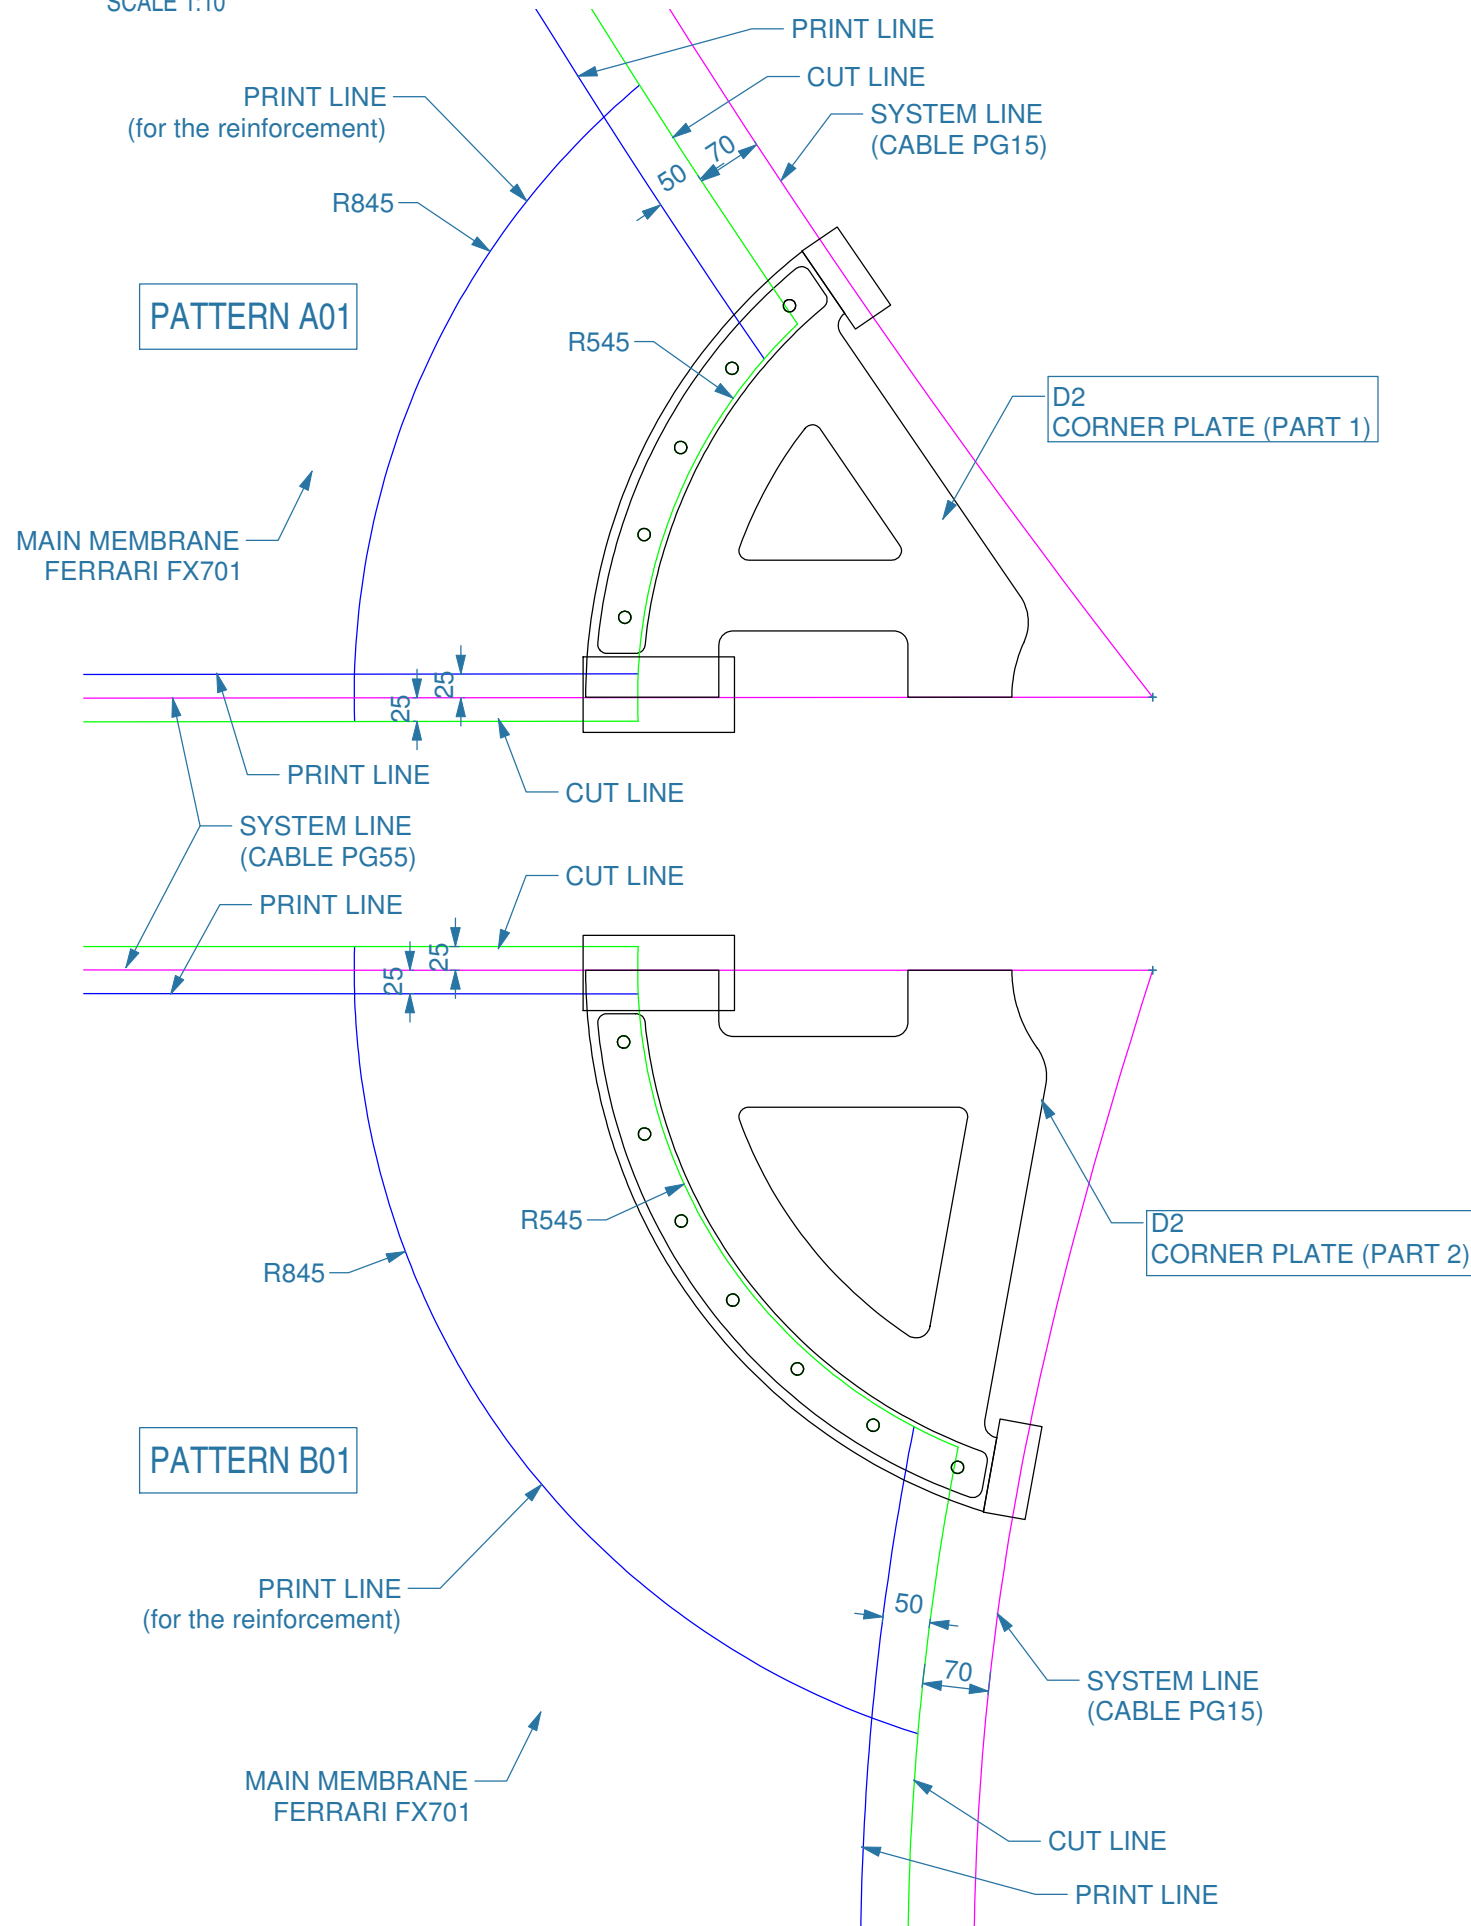 SCALE 1:10
PRINT LINE
CUT LINE
PRINT LINE
(for the reinforcement)
SYSTEM LINE
(CABLE PG15)
70
50
R845
PATTERN A01
R545
D2
CORNER PLATE (PART 1)
MAIN MEMBRANE
FERRARI FX701
25
25
PRINT LINE
CUT LINE
SYSTEM LINE
(CABLE PG55)
CUT LINE
PRINT LINE
25
25
R545
D2
CORNER PLATE (PART 2)
R845
PATTERN B01
PRINT LINE
(for the reinforcement)
50
70
SYSTEM LINE
(CABLE PG15)
MAIN MEMBRANE
FERRARI FX701
CUT LINE
PRINT LINE